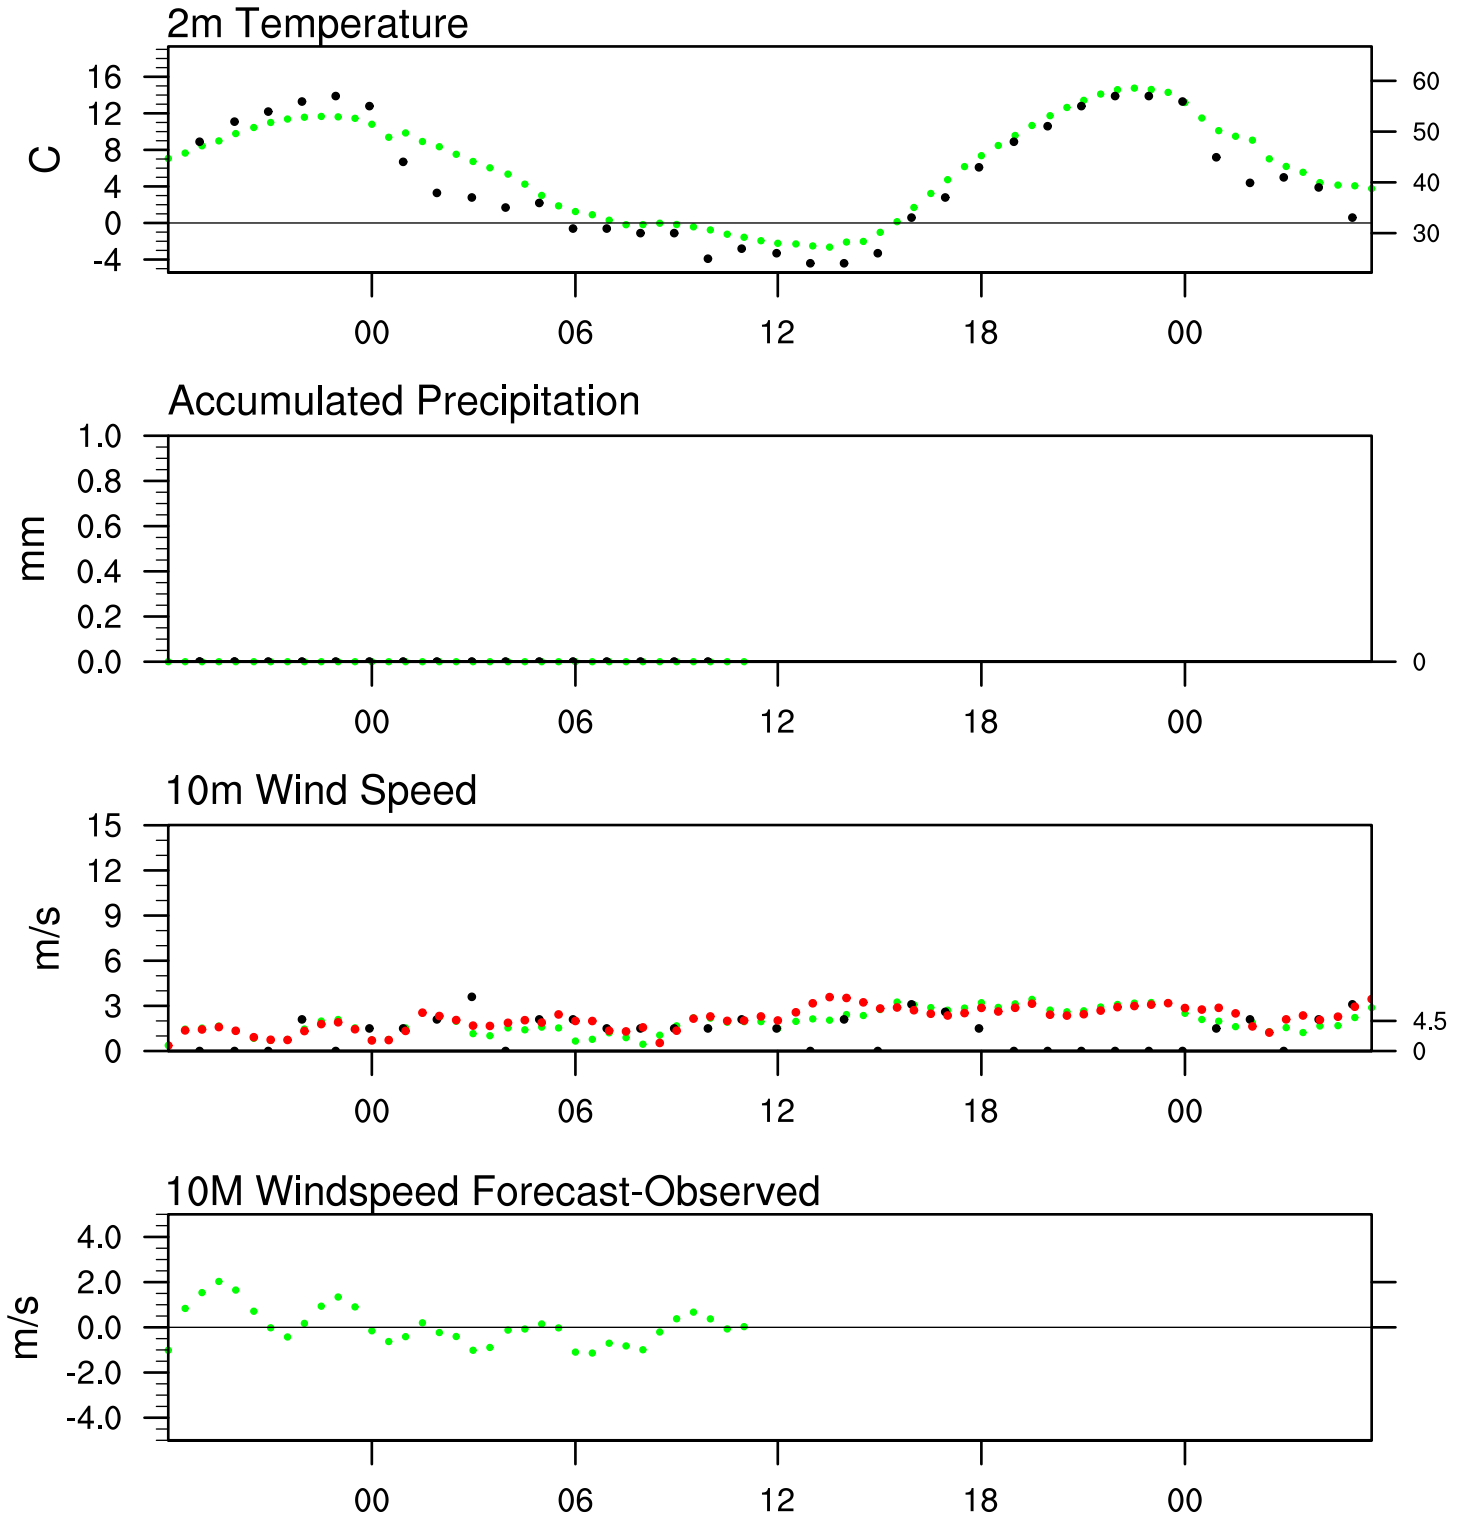 2m Temperature
C
16
12
8
4
0
-4
60
50
40
30
00 06 12 18 00
Accumulated Precipitation
mm
1.0
0.8
0.6
0.4
0.2
0.0
0
00 06 12 18 00
10m Wind Speed
m/s
15
12
9
6
3
0
4.5
0
00 06 12 18 00
10M Windspeed Forecast-Observed
m/s
4.0
2.0
0.0
-2.0
-4.0
00 06 12 18 00